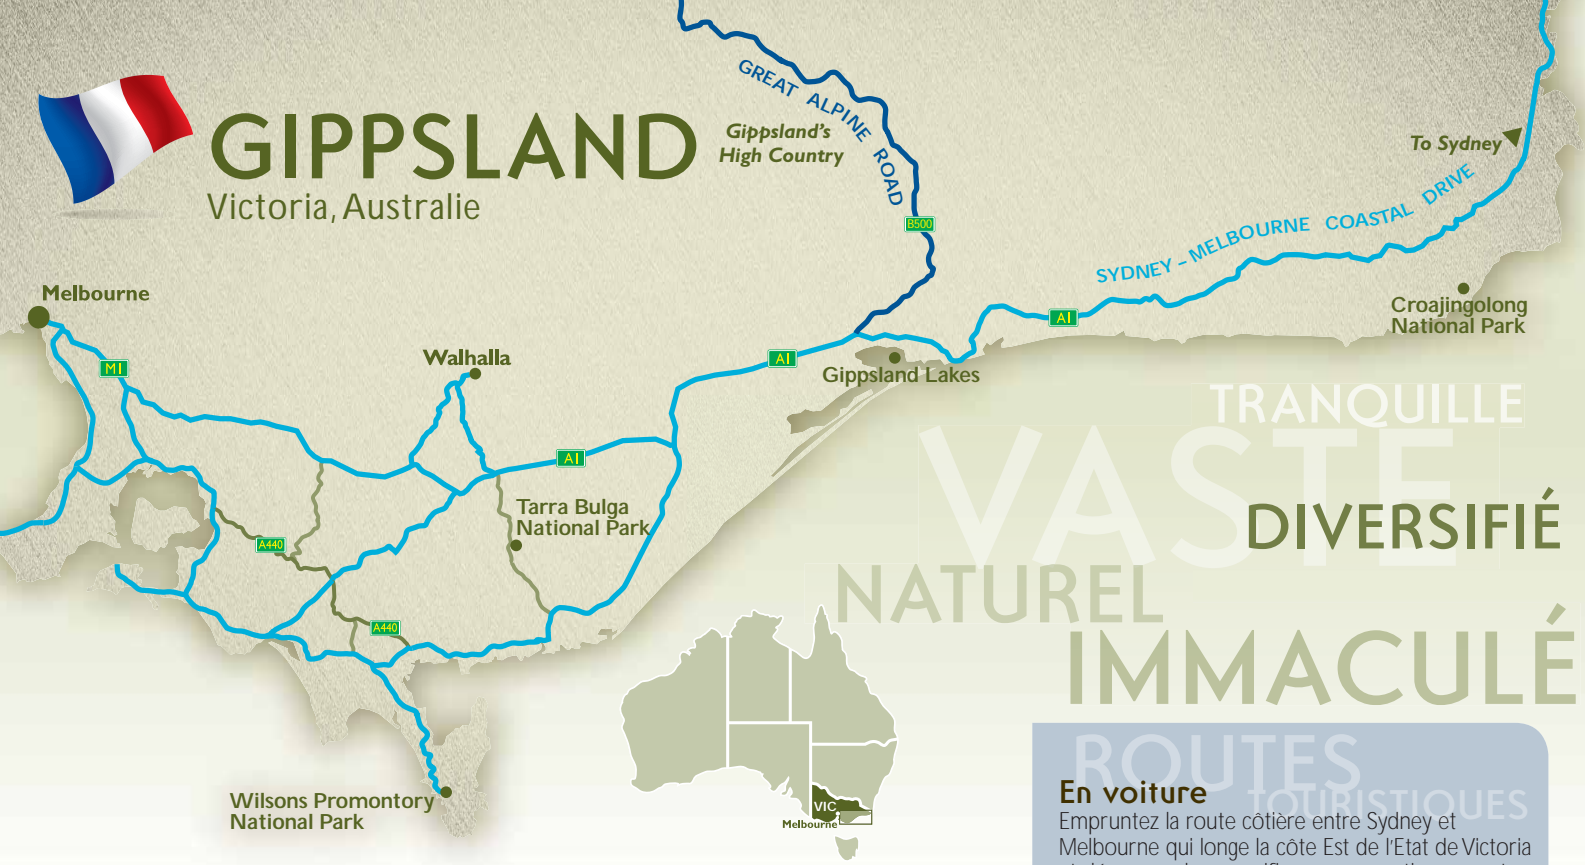 GIPPSLAND
Victoria, Australie
GREAT ALPINE ROAD
Gippsland's
High Country
B500
To Sydney
SYDNEY – MELBOURNE COASTAL DRIVE
Melbourne
M1
Walhalla
A1
A1
A1
Gippsland Lakes
Croajingolong
National Park
Tarra Bulga
National Park
A440
A440
Wilsons Promontory
National Park
TRANQUILLE
VASTE
DIVERSIFIÉ
NATUREL
IMMACULÉ
VIC
Melbourne
ROUTES
TOURISTIQUES
En voiture
Empruntez la route côtière entre Sydney et
Melbourne qui longe la côte Est de l'Etat de Victoria